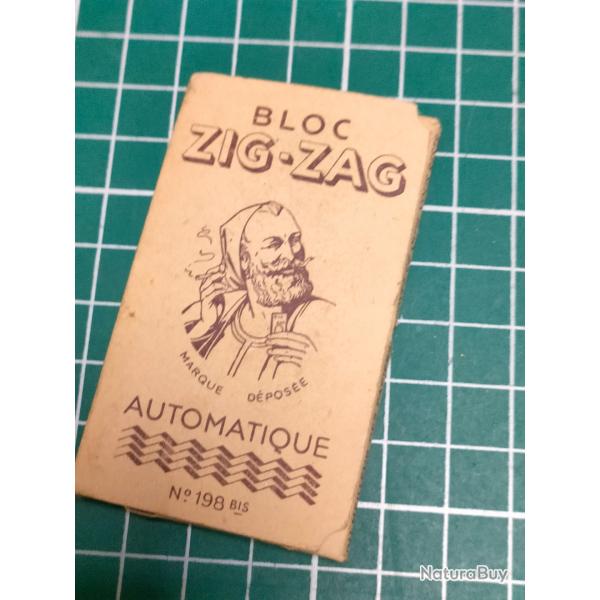 BLOC
ZIG-ZAG
MARQUE DÉPOSÉE
AUTOMATIQUE
Nº 198 BIS
NaturaBuy